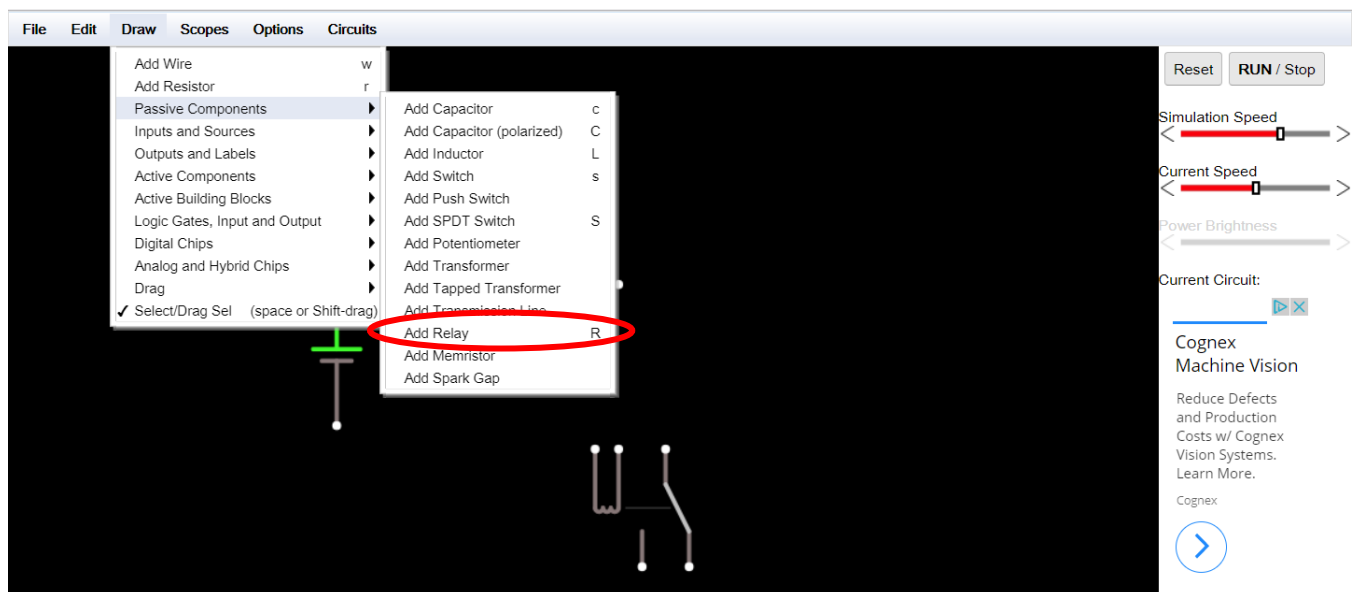 File Edit Draw Scopes Options Circuits
Add Wire w
Add Resistor r
Passive Components
Inputs and Sources
Outputs and Labels
Active Components
Active Building Blocks
Logic Gates, Input and Output
Digital Chips
Analog and Hybrid Chips
Drag
✓ Select/Drag Sel (space or Shift-drag)
Add Capacitor c
Add Capacitor (polarized) C
Add Inductor L
Add Switch s
Add Push Switch
Add SPDT Switch S
Add Potentiometer
Add Transformer
Add Tapped Transformer
Add Transmission Line
Add Relay R
Add Memristor
Add Spark Gap
Reset RUN / Stop
Simulation Speed
Current Speed
Power Brightness
Current Circuit:
Cognex
Machine Vision
Reduce Defects
and Production
Costs w/ Cognex
Vision Systems.
Learn More.
Cognex